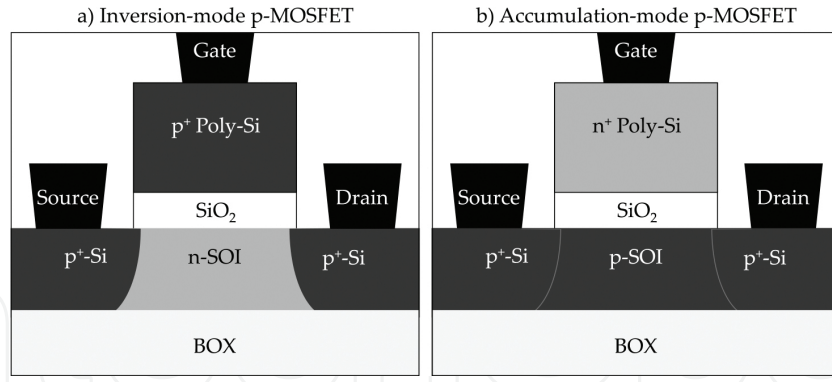 a) Inversion-mode p-MOSFET
Gate
p⁺ Poly-Si
Source
SiO₂
Drain
p⁺-Si
n-SOI
p⁺-Si
BOX
b) Accumulation-mode p-MOSFET
Gate
n⁺ Poly-Si
Source
SiO₂
Drain
p⁺-Si
p-SOI
p⁺-Si
BOX